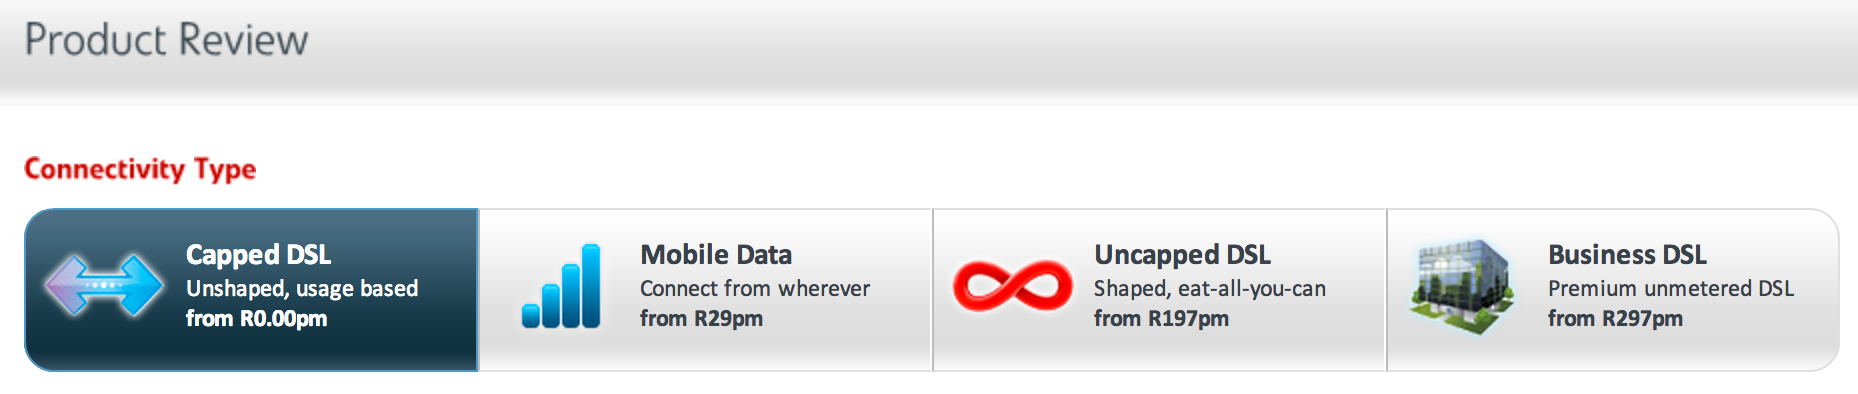 Product Review
Connectivity Type
Capped DSL
Unshaped, usage based
from R0.00pm
Mobile Data
Connect from wherever
from R29pm
Uncapped DSL
Shaped, eat-all-you-can
from R197pm
Business DSL
Premium unmetered DSL
from R297pm